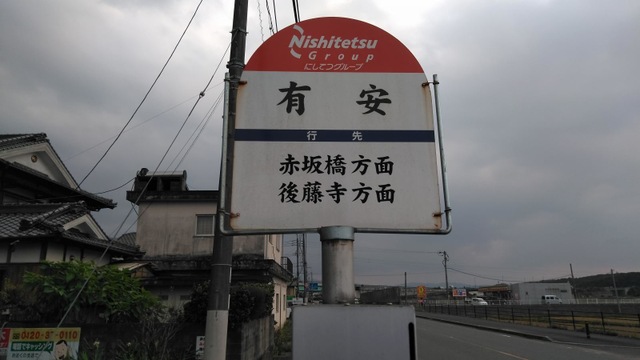 Nishitetsu
Group
にしてつグループ
有安
行先
赤坂橋方面
後藤寺方面